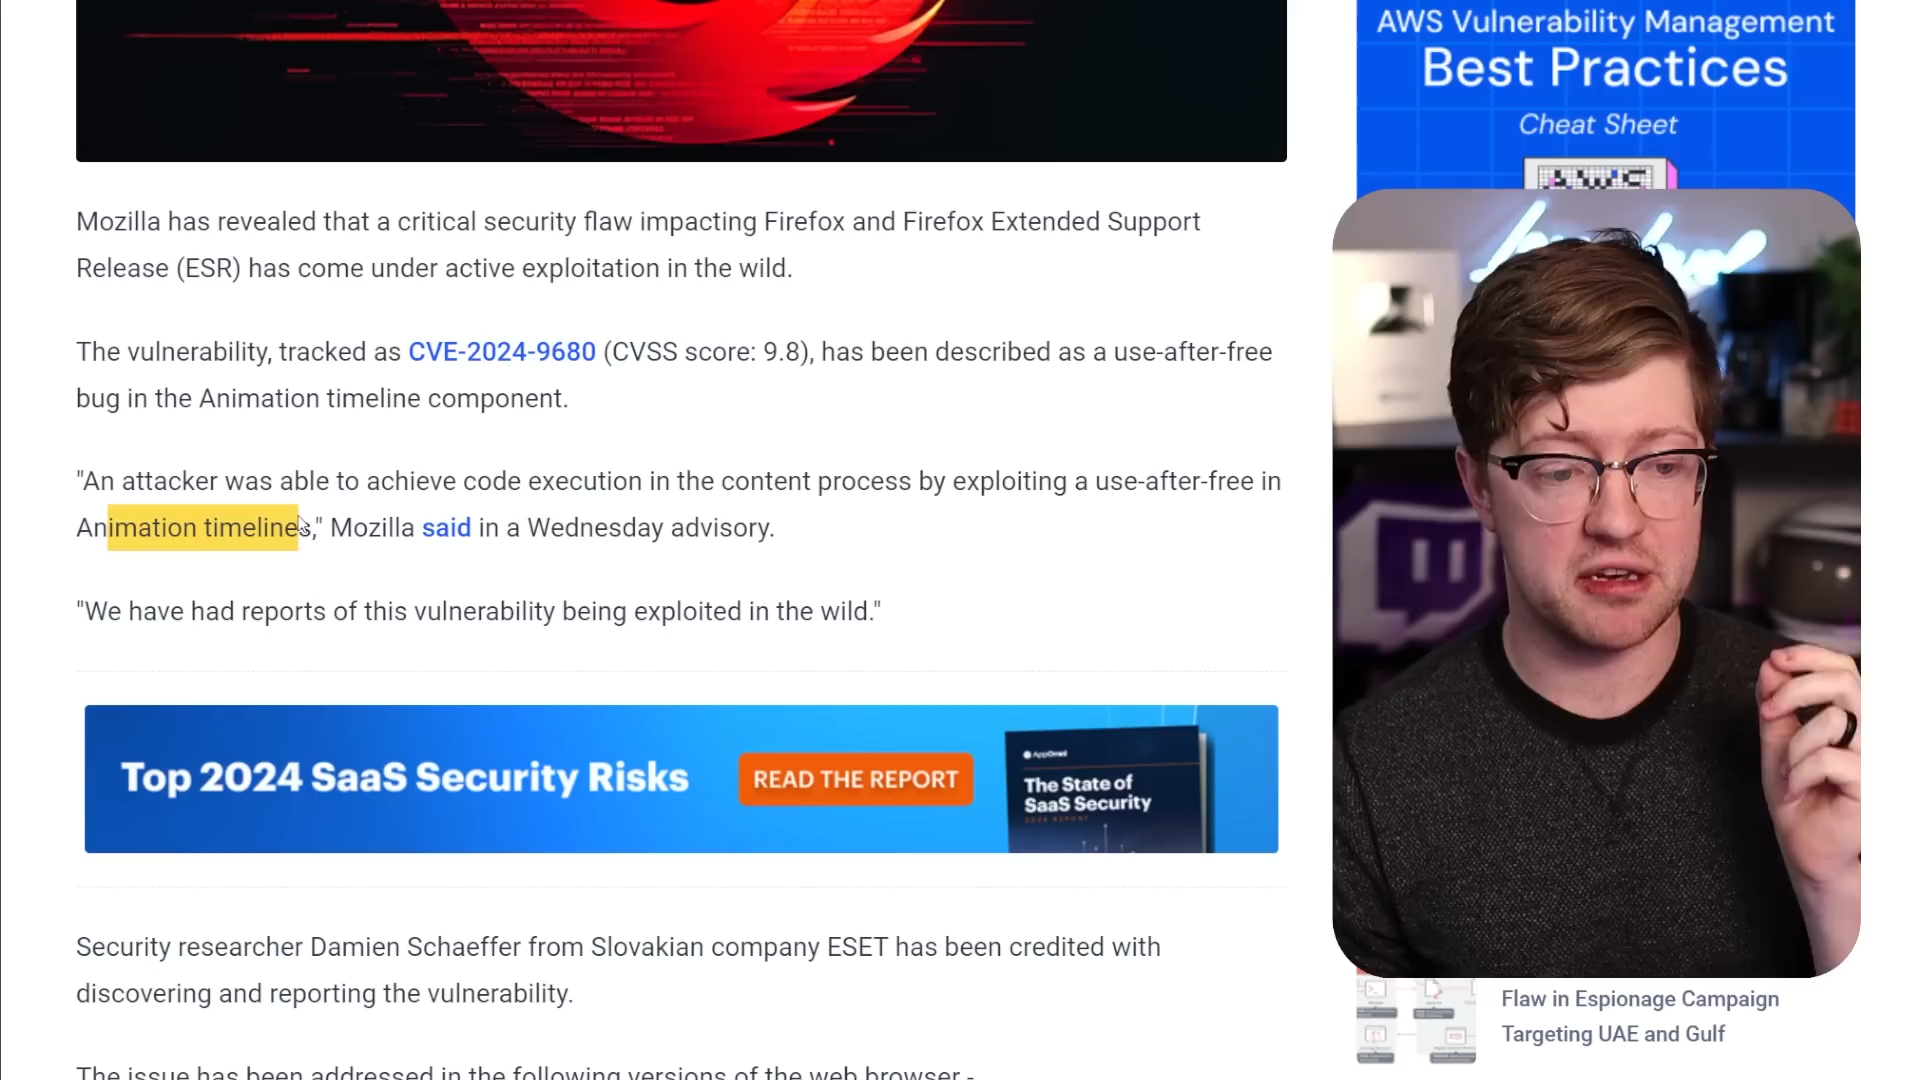 AWS Vulnerability Management
Best Practices
Cheat Sheet
AWS
Mozilla has revealed that a critical security flaw impacting Firefox and Firefox Extended Support
Release (ESR) has come under active exploitation in the wild.
The vulnerability, tracked as CVE-2024-9680 (CVSS score: 9.8), has been described as a use-after-free
bug in the Animation timeline component.
"An attacker was able to achieve code execution in the content process by exploiting a use-after-free in
Animation timelines," Mozilla said in a Wednesday advisory.
"We have had reports of this vulnerability being exploited in the wild."
Top 2024 SaaS Security Risks
READ THE REPORT
AppOmni
The State of
SaaS Security
2024 REPORT
Security researcher Damien Schaeffer from Slovakian company ESET has been credited with
discovering and reporting the vulnerability.
The issue has been addressed in the following versions of the web browser -
Flaw in Espionage Campaign
Targeting UAE and Gulf